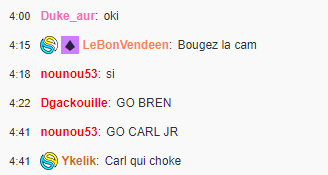 4:00 Duke_aur: oki
4:15 LeBonVendeen: Bougez la cam
4:18 nounou53: si
4:22 Dgackouille: GO BREN
4:41 nounou53: GO CARL JR
4:41 Ykelik: Carl qui choke